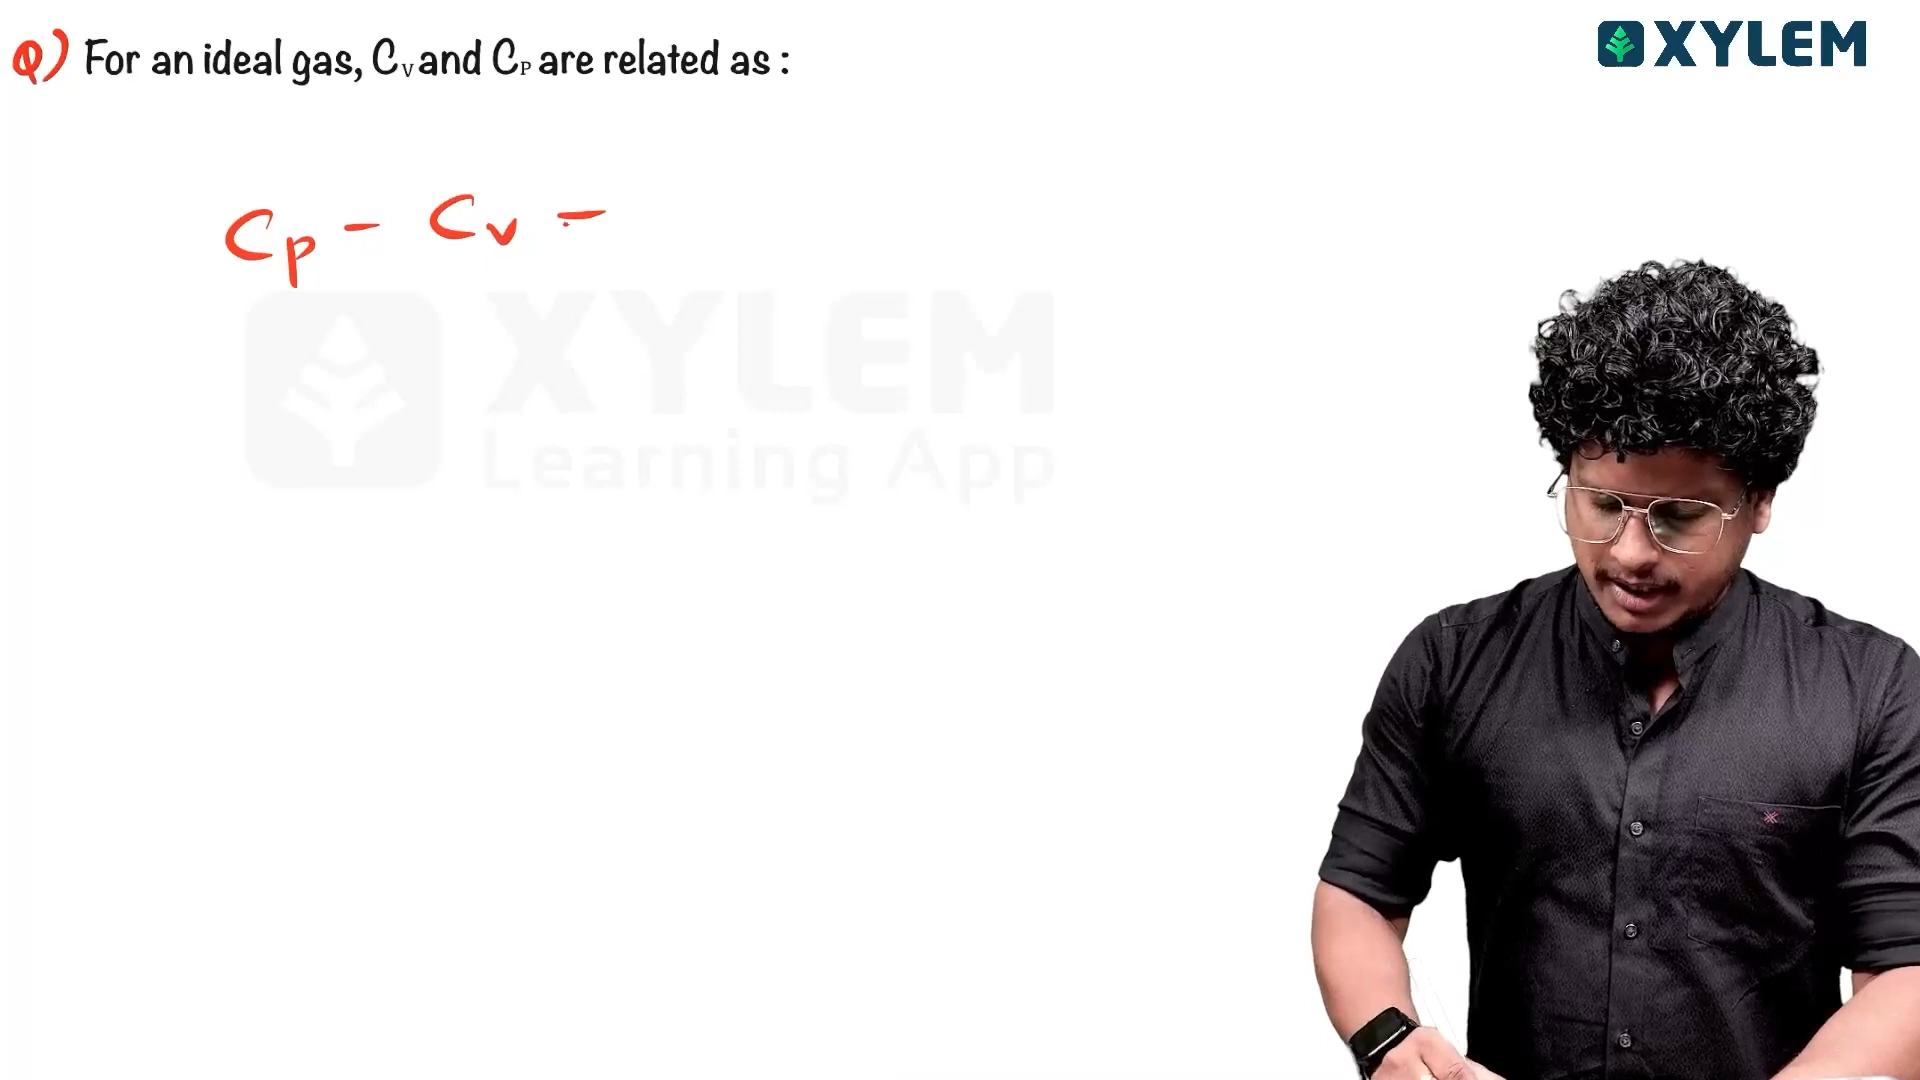 Q) For an ideal gas, Cv and CP are related as :
XYLEM
Cp - Cv =
XYLEM
Learning App